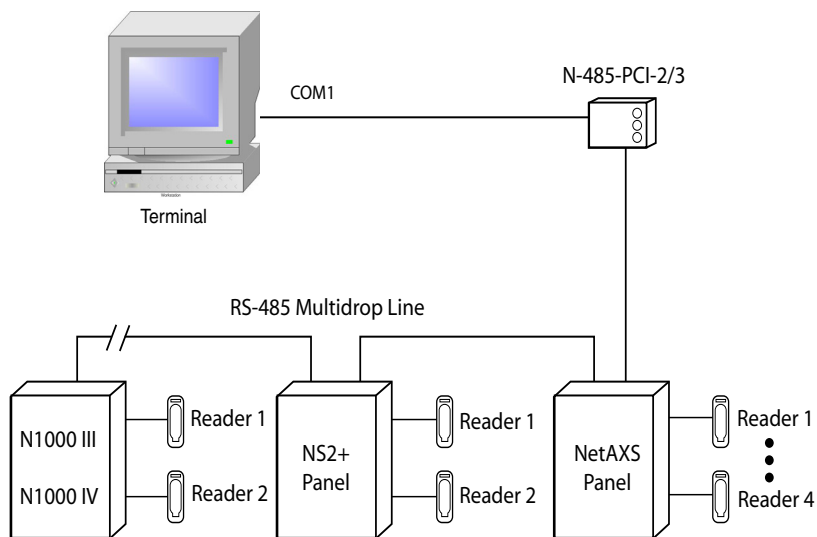 N-485-PCI-2/3
COM1
Workstation
Terminal
RS-485 Multidrop Line
N1000 III
N1000 IV
Reader 1
Reader 2
NS2+
Panel
Reader 1
Reader 2
NetAXS
Panel
Reader 1
Reader 4